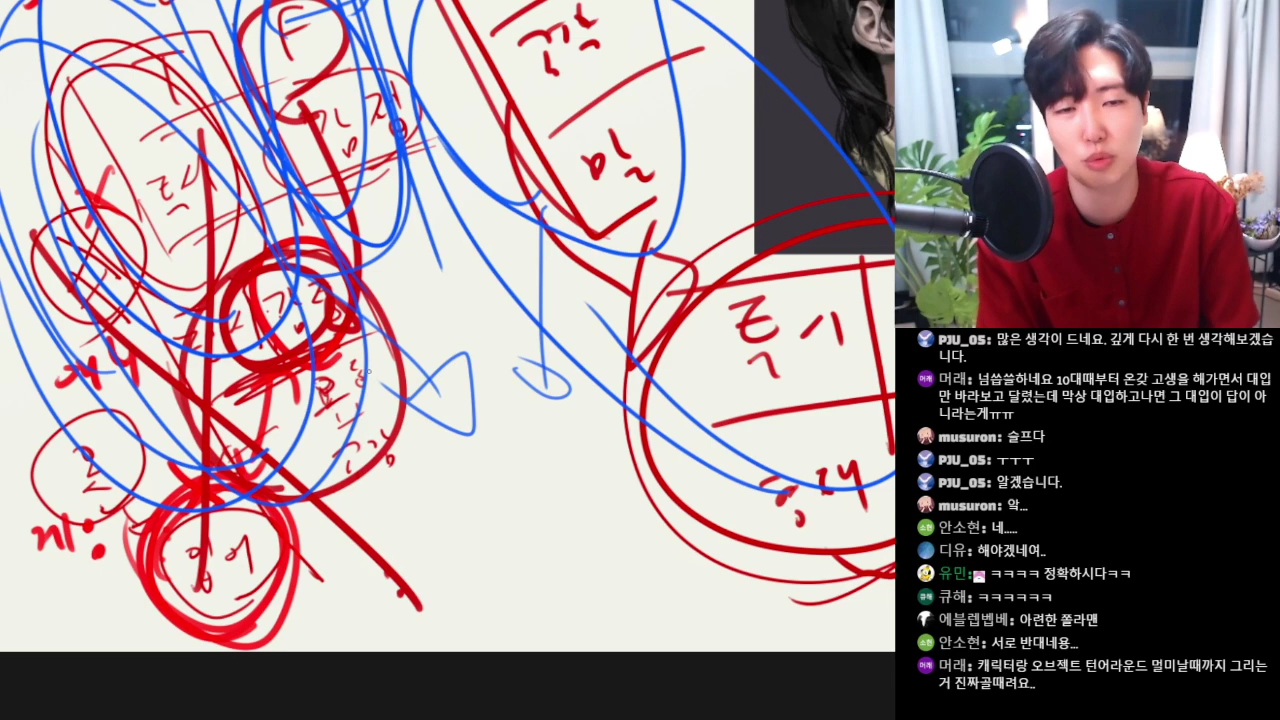 밀
특기
입어
PJU_05: 많은 생각이 드네요. 깊게 다시 한 번 생각해보겠습
니다.
머래: 넘씁쓸하네요 10대때부터 온갖 고생을 해가면서 대입
만 바라보고 달렸는데 막상 대입하고나면 그 대입이 답이 아
니라는게ㅠㅠ
musuron: 슬프다
PJU_05: ㅜㅜㅜ
PJU_05: 알겠습니다.
musuron: 악...
안소현: 네.....
디유: 해야겠네여..
유민: ㅋㅋㅋㅋ 정확하시다ㅋㅋ
큐해: ㅋㅋㅋㅋㅋㅋ
에블렙벱베: 아련한 쫄라맨
안소현: 서로 반대네용...
머래: 캐릭터랑 오브젝트 턴어라운드 멀미날때까지 그리는
거 진짜골때려요..